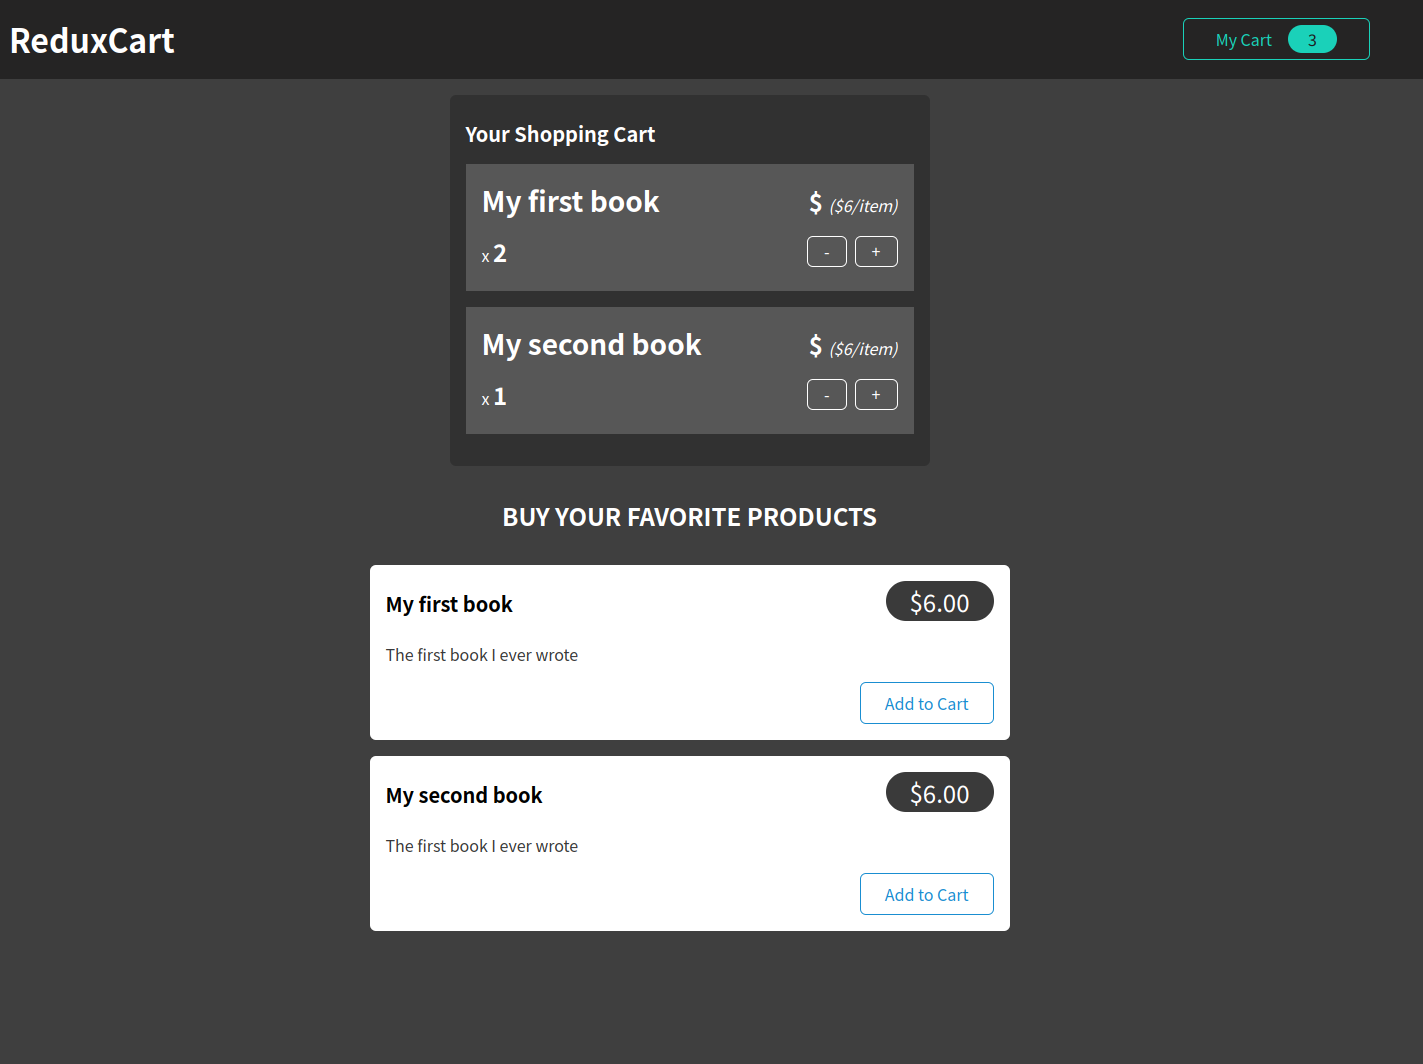 ReduxCart
My Cart 3
Your Shopping Cart
My first book $ ($6/item)
x 2 - +
My second book $ ($6/item)
x 1 - +
BUY YOUR FAVORITE PRODUCTS
My first book $6.00
The first book I ever wrote
Add to Cart
My second book $6.00
The first book I ever wrote
Add to Cart